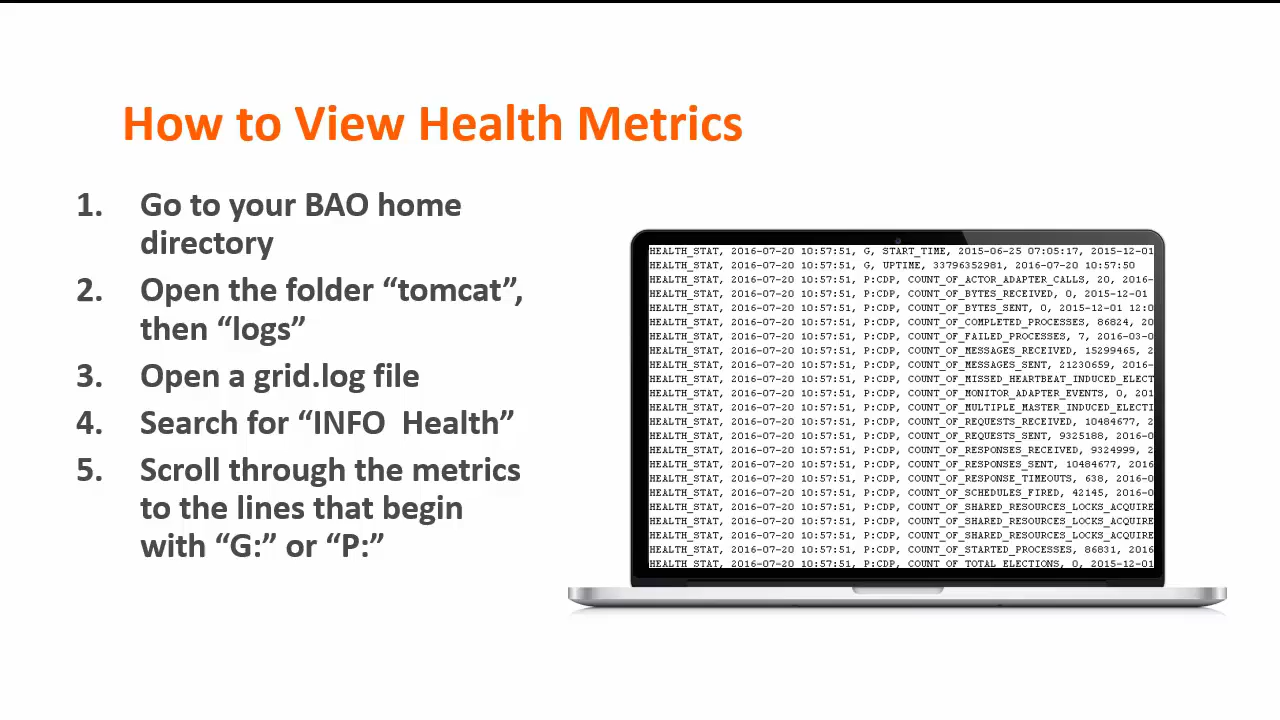 How to View Health Metrics
1. Go to your BAO home
directory
2. Open the folder “tomcat”,
then “logs”
3. Open a grid.log file
4. Search for “INFO  Health”
5. Scroll through the metrics
to the lines that begin
with “G:” or “P:”
HEALTH_STAT, 2016-07-20 10:57:51, G, START_TIME, 2015-06-25 07:05:17, 2015-12-01
HEALTH_STAT, 2016-07-20 10:57:51, G, UPTIME, 33796352981, 2016-07-20 10:57:50
HEALTH_STAT, 2016-07-20 10:57:51, P:CDP, COUNT_OF_ACTOR_ADAPTER_CALLS, 20, 2016-
HEALTH_STAT, 2016-07-20 10:57:51, P:CDP, COUNT_OF_BYTES_RECEIVED, 0, 2015-12-01
HEALTH_STAT, 2016-07-20 10:57:51, P:CDP, COUNT_OF_BYTES_SENT, 0, 2015-12-01 12:0
HEALTH_STAT, 2016-07-20 10:57:51, P:CDP, COUNT_OF_COMPLETED_PROCESSES, 86824, 20
HEALTH_STAT, 2016-07-20 10:57:51, P:CDP, COUNT_OF_FAILED_PROCESSES, 7, 2016-03-0
HEALTH_STAT, 2016-07-20 10:57:51, P:CDP, COUNT_OF_MESSAGES_RECEIVED, 15299465, 2
HEALTH_STAT, 2016-07-20 10:57:51, P:CDP, COUNT_OF_MESSAGES_SENT, 21230659, 2016-
HEALTH_STAT, 2016-07-20 10:57:51, P:CDP, COUNT_OF_MISSED_HEARTBEAT_INDUCED_ELECT
HEALTH_STAT, 2016-07-20 10:57:51, P:CDP, COUNT_OF_MONITOR_ADAPTER_EVENTS, 0, 201
HEALTH_STAT, 2016-07-20 10:57:51, P:CDP, COUNT_OF_MULTIPLE_MASTER_INDUCED_ELECTI
HEALTH_STAT, 2016-07-20 10:57:51, P:CDP, COUNT_OF_REQUESTS_RECEIVED, 10484677, 2
HEALTH_STAT, 2016-07-20 10:57:51, P:CDP, COUNT_OF_REQUESTS_SENT, 9325188, 2016-0
HEALTH_STAT, 2016-07-20 10:57:51, P:CDP, COUNT_OF_RESPONSES_RECEIVED, 9324999, 2
HEALTH_STAT, 2016-07-20 10:57:51, P:CDP, COUNT_OF_RESPONSES_SENT, 10484677, 2016
HEALTH_STAT, 2016-07-20 10:57:51, P:CDP, COUNT_OF_RESPONSE_TIMEOUTS, 638, 2016-0
HEALTH_STAT, 2016-07-20 10:57:51, P:CDP, COUNT_OF_SCHEDULES_FIRED, 42145, 2016-0
HEALTH_STAT, 2016-07-20 10:57:51, P:CDP, COUNT_OF_SHARED_RESOURCES_LOCKS_ACQUIRE
HEALTH_STAT, 2016-07-20 10:57:51, P:CDP, COUNT_OF_SHARED_RESOURCES_LOCKS_ACQUIRE
HEALTH_STAT, 2016-07-20 10:57:51, P:CDP, COUNT_OF_SHARED_RESOURCES_LOCKS_ACQUIRE
HEALTH_STAT, 2016-07-20 10:57:51, P:CDP, COUNT_OF_STARTED_PROCESSES, 86831, 2016
HEALTH_STAT, 2016-07-20 10:57:51, P:CDP, COUNT_OF_TOTAL_ELECTIONS, 0, 2015-12-01